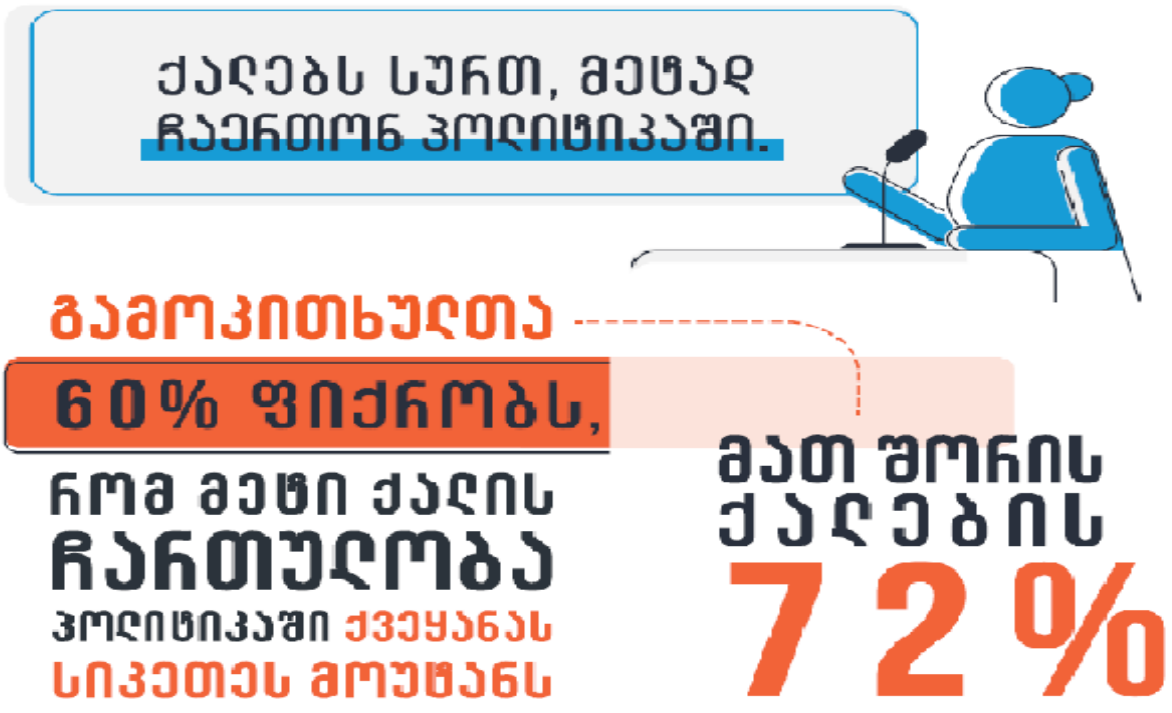 ქალებს სურთ, მეტად
ჩაერთონ პოლიტიკაში.
გამოკითხულთა
60% ფიქრობს,
რომ მეტი ქალის
ჩართულობა
პოლიტიკაში ქვეყანას
სიკეთეს მოუტანს
მათ შორის
ქალების
72%